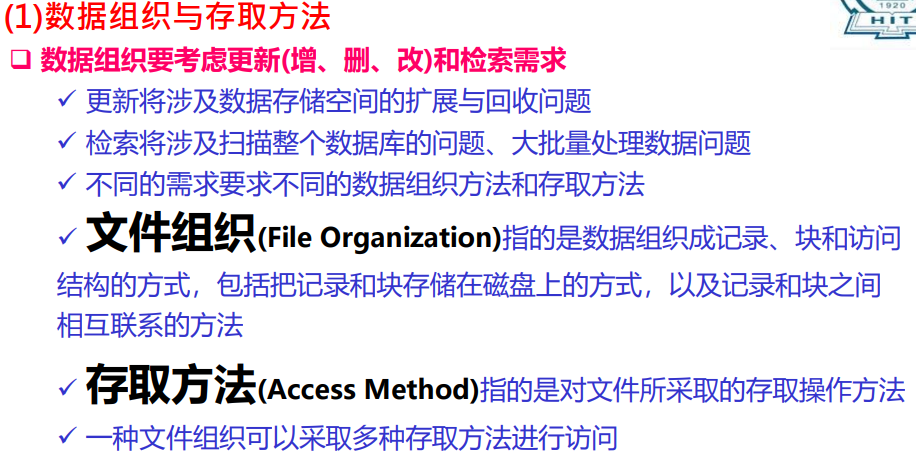 (1)数据组织与存取方法
1920
HIT
❑ 数据组织要考虑更新(增、删、改)和检索需求
✓ 更新将涉及数据存储空间的扩展与回收问题
✓ 检索将涉及扫描整个数据库的问题、大批量处理数据问题
✓ 不同的需求要求不同的数据组织方法和存取方法
✓ 文件组织(File Organization)指的是数据组织成记录、块和访问
结构的方式，包括把记录和块存储在磁盘上的方式，以及记录和块之间
相互联系的方法
✓ 存取方法(Access Method)指的是对文件所采取的存取操作方法
✓ 一种文件组织可以采取多种存取方法进行访问